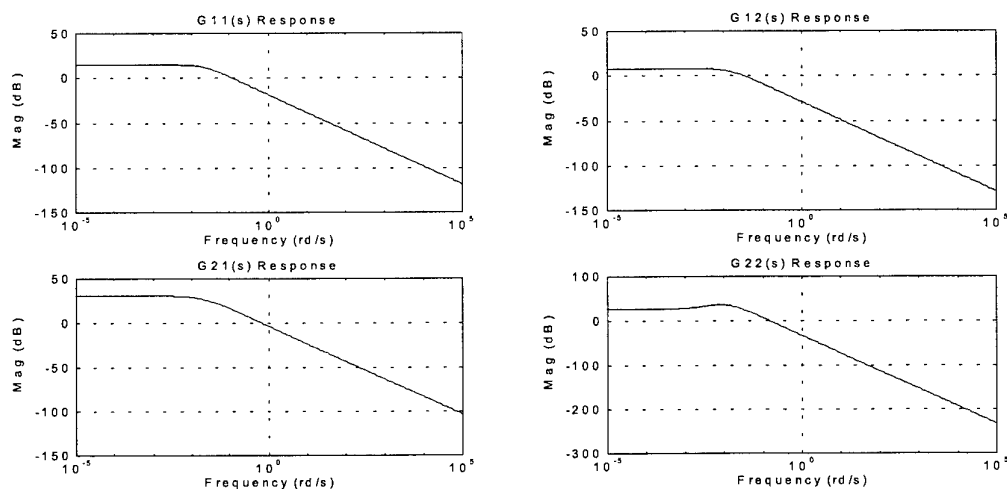 G11(s) Response
50
0
-50
-100
-150
Mag (dB)
10^-5
10^0
10^5
Frequency (rd/s)
G12(s) Response
50
0
-50
-100
-150
Mag (dB)
10^-5
10^0
10^5
Frequency (rd/s)
G21(s) Response
50
0
-50
-100
-150
Mag (dB)
10^-5
10^0
10^5
Frequency (rd/s)
G22(s) Response
100
0
-100
-200
-300
Mag (dB)
10^-5
10^0
10^5
Frequency (rd/s)